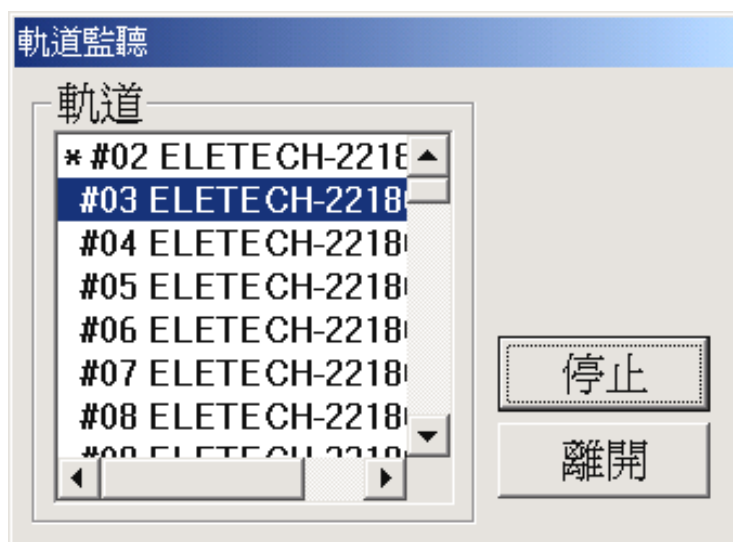 軌道監聽
軌道
* #02 ELETECH-2218
#03 ELETECH-2218
#04 ELETECH-2218
#05 ELETECH-2218
#06 ELETECH-2218
#07 ELETECH-2218
#08 ELETECH-2218
停止
離開